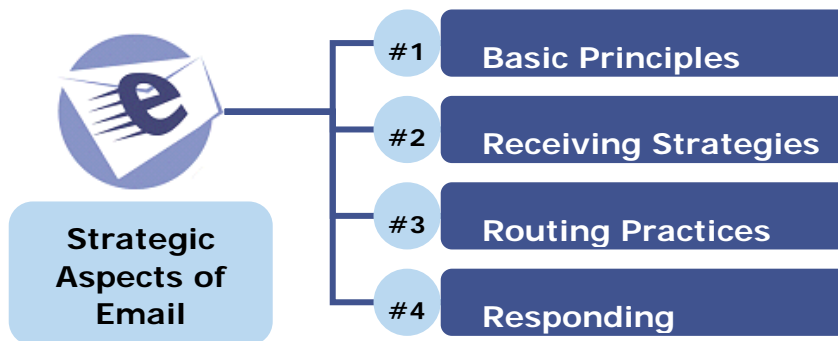 e
#1
Basic Principles
#2
Receiving Strategies
#3
Routing Practices
#4
Responding
Strategic
Aspects of
Email